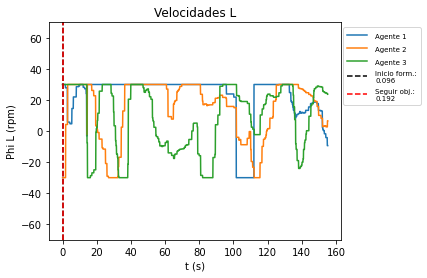 Velocidades L
Phi L (rpm)
60
40
20
0
−20
−40
−60
0
20
40
60
80
100
120
140
160
t (s)
Agente 1
Agente 2
Agente 3
Inicio form.:
0.096
Seguir obj.:
0.192